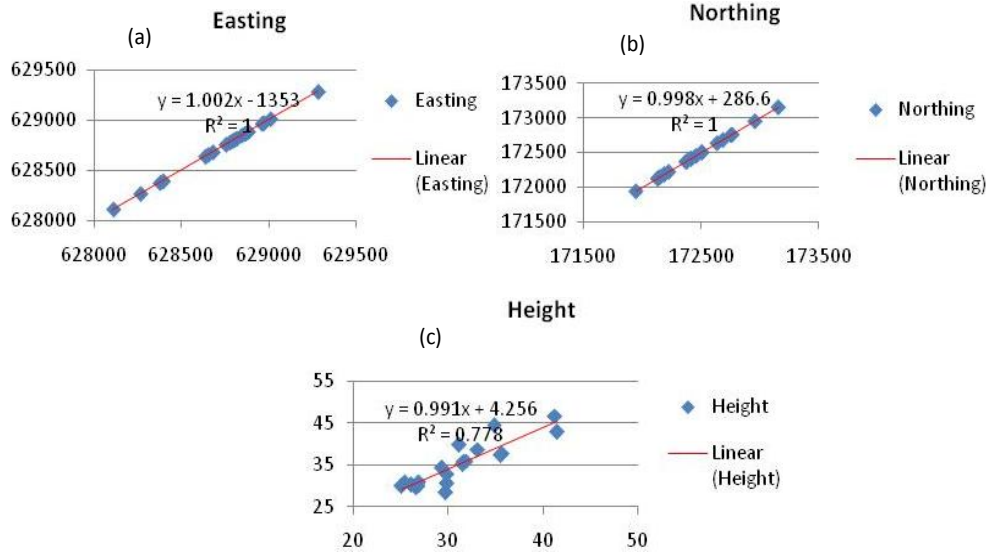 Easting
(a)
629500
629000
628500
628000
628000 628500 629000 629500
y = 1.002x - 1353
R² = 1
Easting
Linear
(Easting)
Northing
(b)
173500
173000
172500
172000
171500
171500 172500 173500
y = 0.998x + 286.6
R² = 1
Northing
Linear
(Northing)
Height
(c)
55
45
35
25
20 30 40 50
y = 0.991x + 4.256
R² = 0.778
Height
Linear
(Height)